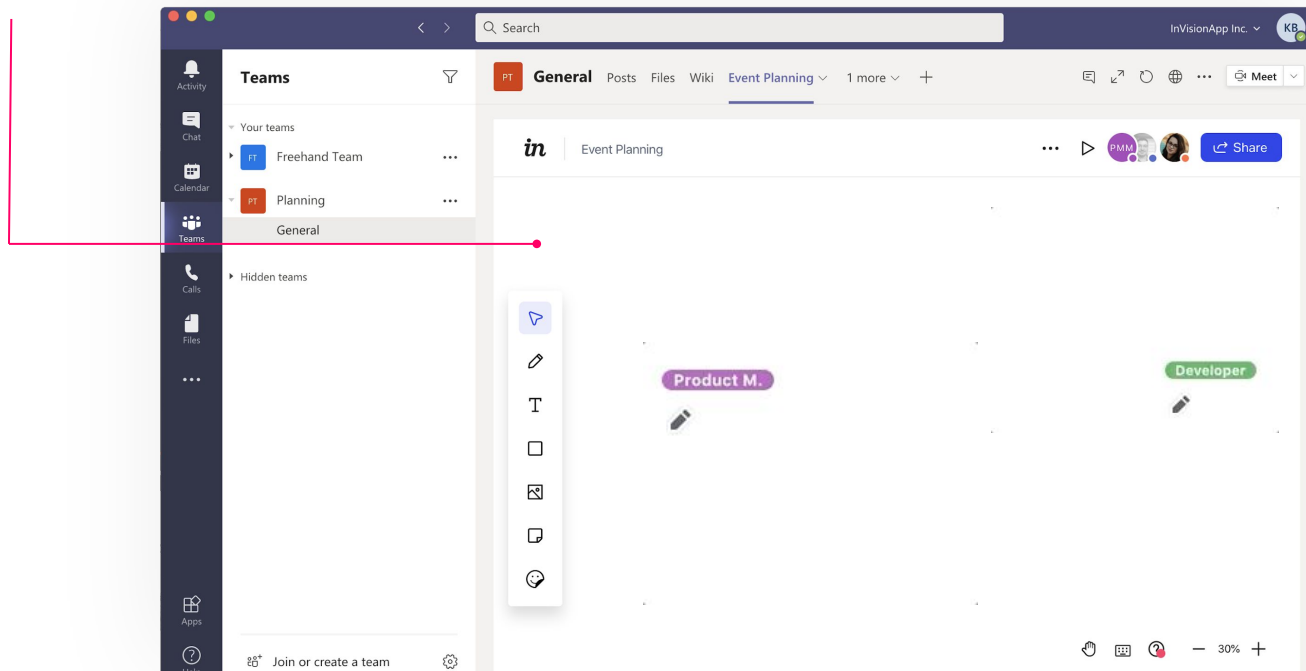 Search
InVisionApp Inc.
KB
Activity
Chat
Calendar
Teams
Calls
Files
Apps
Help
Teams
Your teams
FT Freehand Team
PT Planning
General
Hidden teams
Join or create a team
PT General Posts Files Wiki Event Planning 1 more
Meet
in Event Planning
PMM
Share
T
Product M.
Developer
30%